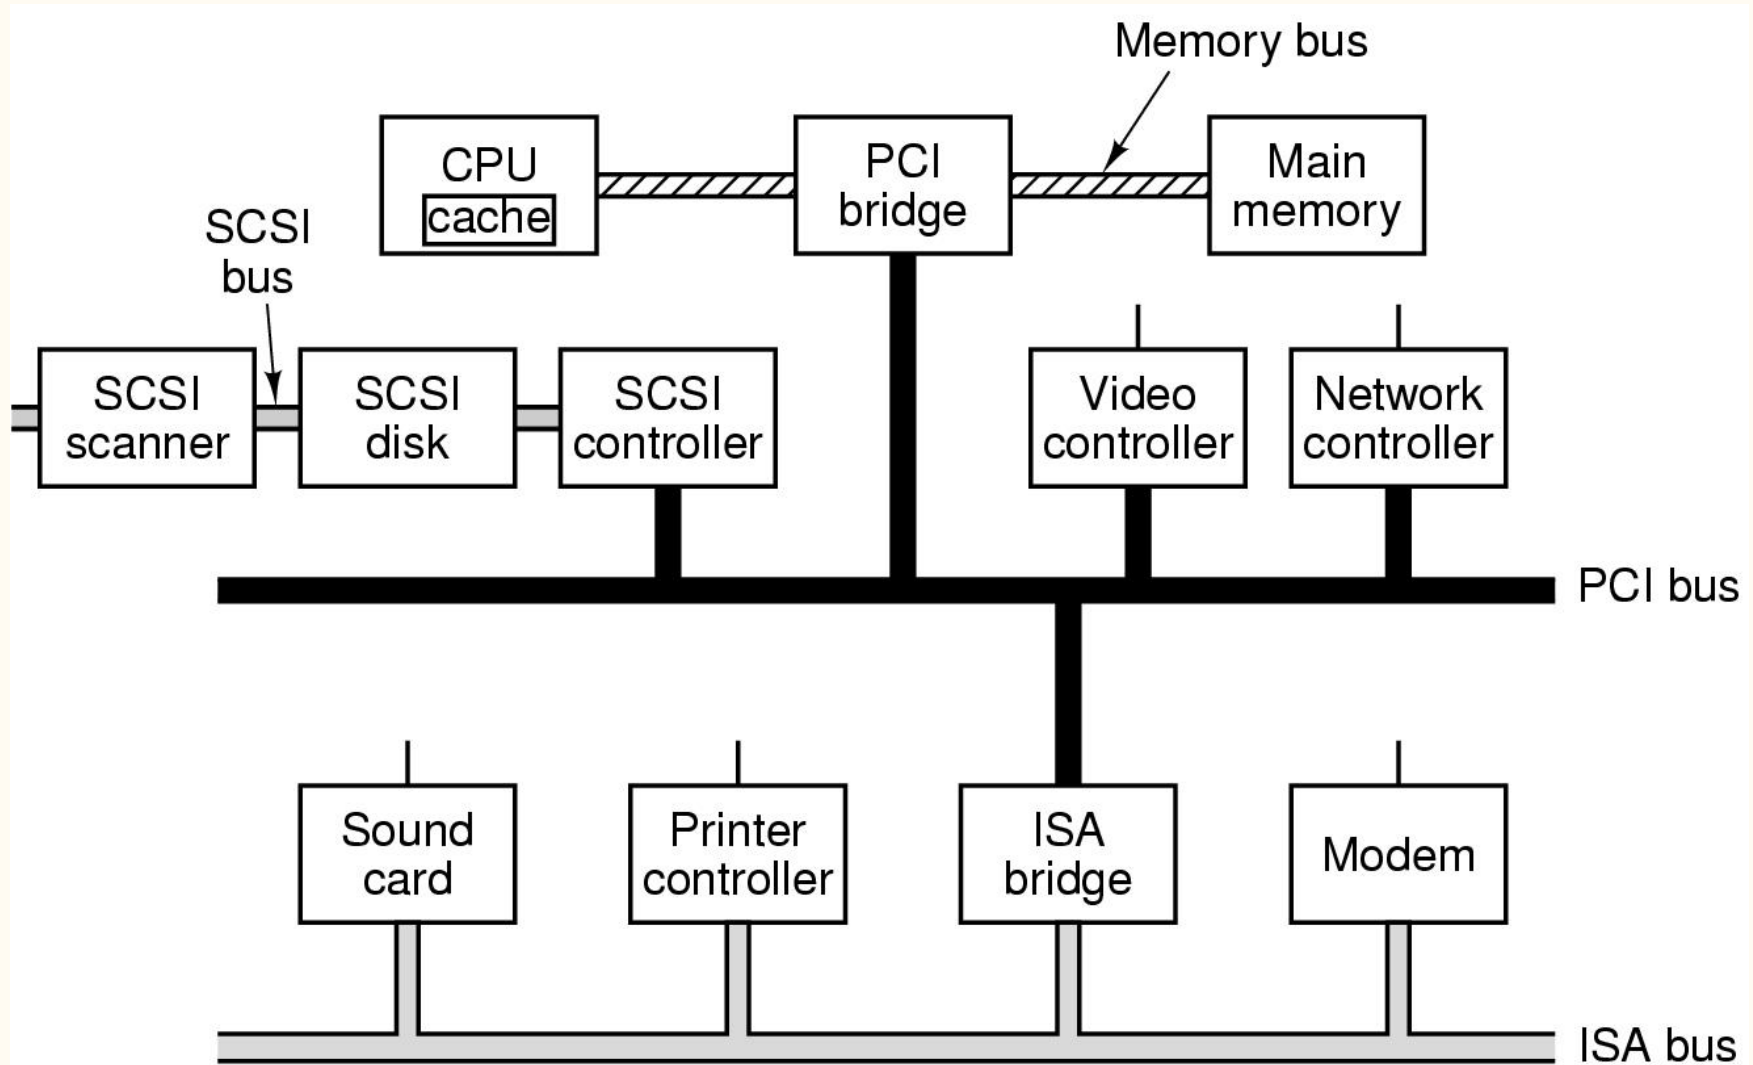 Memory bus
CPU
cache
PCI
bridge
Main
memory
SCSI
bus
SCSI
scanner
SCSI
disk
SCSI
controller
Video
controller
Network
controller
PCI bus
Sound
card
Printer
controller
ISA
bridge
Modem
ISA bus